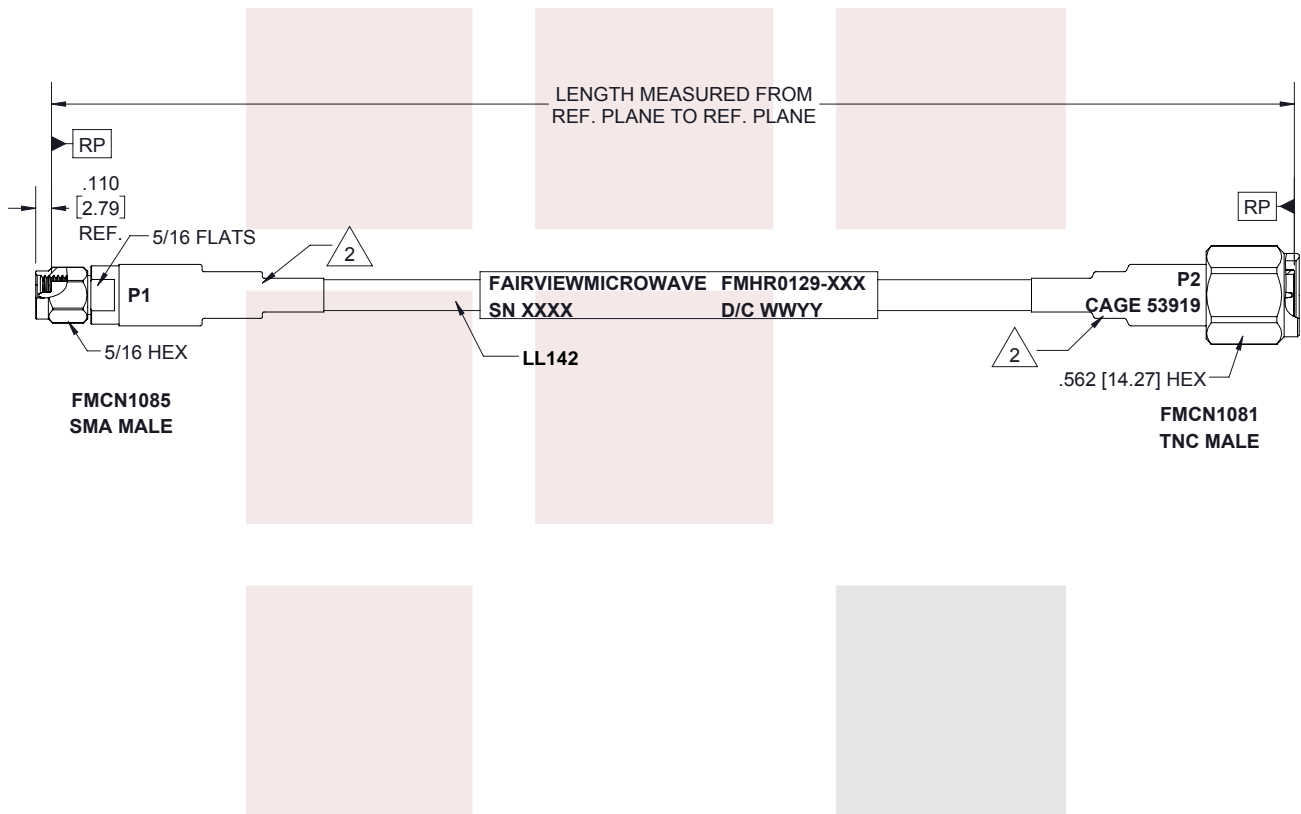 LENGTH MEASURED FROM
REF. PLANE TO REF. PLANE
RP
.110
[2.79]
REF.
5/16 FLATS
2
RP
P1
FAIRVIEWMICROWAVE FMHR0129-XXX
SN XXXX D/C WWYY
P2
CAGE 53919
5/16 HEX
LL142
2
.562 [14.27] HEX
FMCN1085
SMA MALE
FMCN1081
TNC MALE